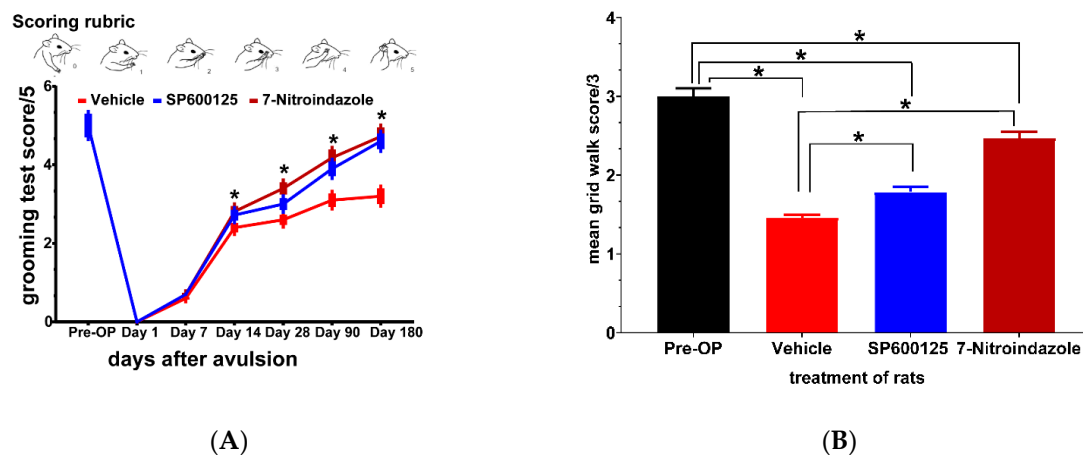 Scoring rubric
0 1 2 3 4 5
Vehicle SP600125 7-Nitroindazole
grooming test score/5
6
4
2
0
* * * *
Pre-OP Day 1 Day 7 Day 14 Day 28 Day 90 Day 180
days after avulsion
(A)
mean grid walk score/3
4
3
2
1
0
* * * * *
Pre-OP Vehicle SP600125 7-Nitroindazole
treatment of rats
(B)